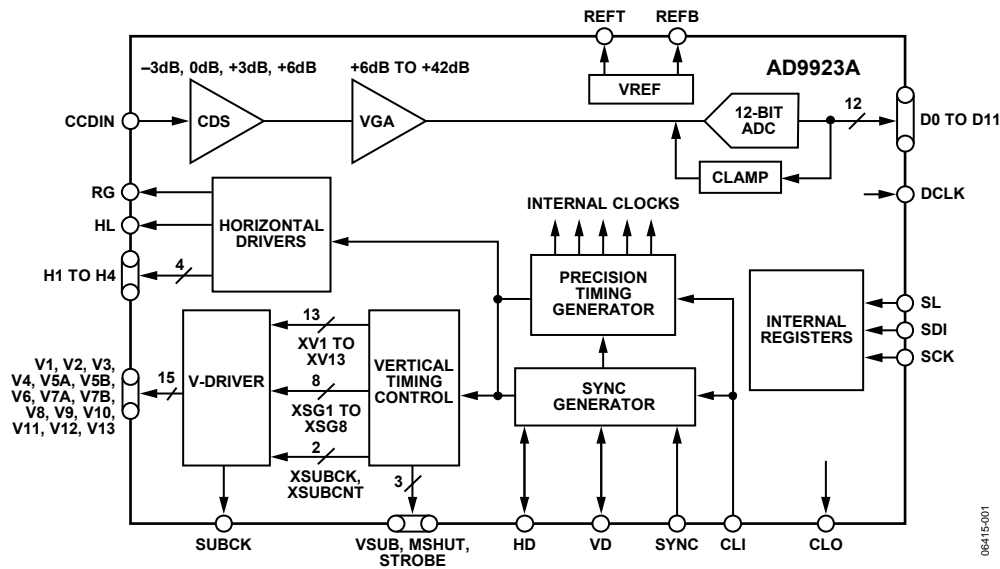 REFT REFB
–3dB, 0dB, +3dB, +6dB
+6dB TO +42dB
AD9923A
VREF
CCDIN
CDS
VGA
12-BIT
ADC
12
D0 TO D11
CLAMP
DCLK
RG
HL
H1 TO H4
4
HORIZONTAL
DRIVERS
INTERNAL CLOCKS
PRECISION
TIMING
GENERATOR
INTERNAL
REGISTERS
SL
SDI
SCK
V1, V2, V3,
V4, V5A, V5B,
V6, V7A, V7B,
V8, V9, V10,
V11, V12, V13
15
V-DRIVER
13
XV1 TO
XV13
8
XSG1 TO
XSG8
2
XSUBCK,
XSUBCNT
VERTICAL
TIMING
CONTROL
3
SYNC
GENERATOR
SUBCK
VSUB, MSHUT,
STROBE
HD
VD
SYNC
CLI
CLO
06415-001